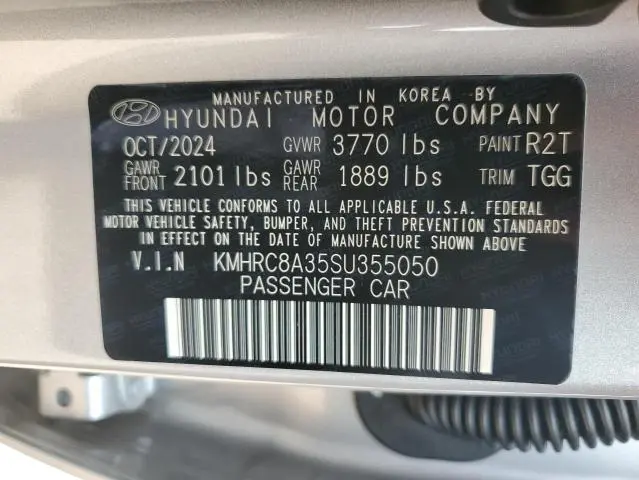 MANUFACTURED IN KOREA BY
HYUNDAI MOTOR COMPANY
OCT/2024 GVWR 3770 lbs PAINT R2T
GAWR FRONT 2101 lbs GAWR REAR 1889 lbs TRIM TGG
THIS VEHICLE CONFORMS TO ALL APPLICABLE U.S.A. FEDERAL
MOTOR VEHICLE SAFETY, BUMPER, AND THEFT PREVENTION STANDARDS
IN EFFECT ON THE DATE OF MANUFACTURE SHOWN ABOVE
V.I.N KMHRC8A35SU355050
PASSENGER CAR